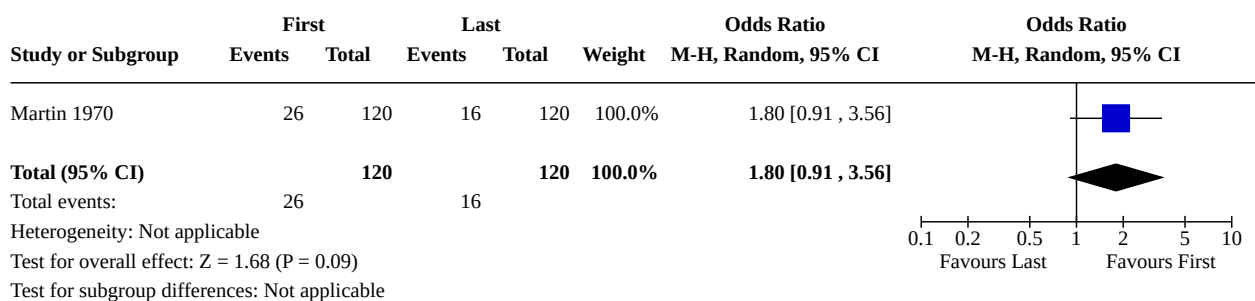 First Last Odds Ratio Odds Ratio
Study or Subgroup Events Total Events Total Weight M-H, Random, 95% CI M-H, Random, 95% CI
Martin 1970 26 120 16 120 100.0% 1.80 [0.91 , 3.56]
Total (95% CI) 120 120 100.0% 1.80 [0.91 , 3.56]
Total events: 26 16
Heterogeneity: Not applicable 0.1 0.2 0.5 1 2 5 10
Test for overall effect: Z = 1.68 (P = 0.09) Favours Last Favours First
Test for subgroup differences: Not applicable